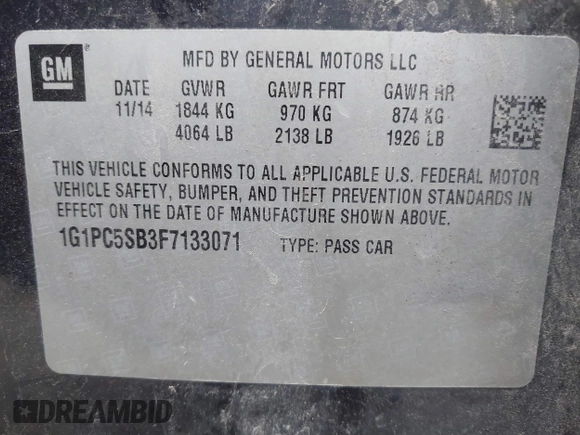 GM
MFD BY GENERAL MOTORS LLC
DATE GVWR GAWR FRT GAWR RR
11/14 1844 KG 970 KG 874 KG
4064 LB 2138 LB 1926 LB
THIS VEHICLE CONFORMS TO ALL APPLICABLE U.S. FEDERAL MOTOR
VEHICLE SAFETY, BUMPER, AND THEFT PREVENTION STANDARDS IN
EFFECT ON THE DATE OF MANUFACTURE SHOWN ABOVE.
1G1PC5SB3F7133071 TYPE: PASS CAR
DREAMBID